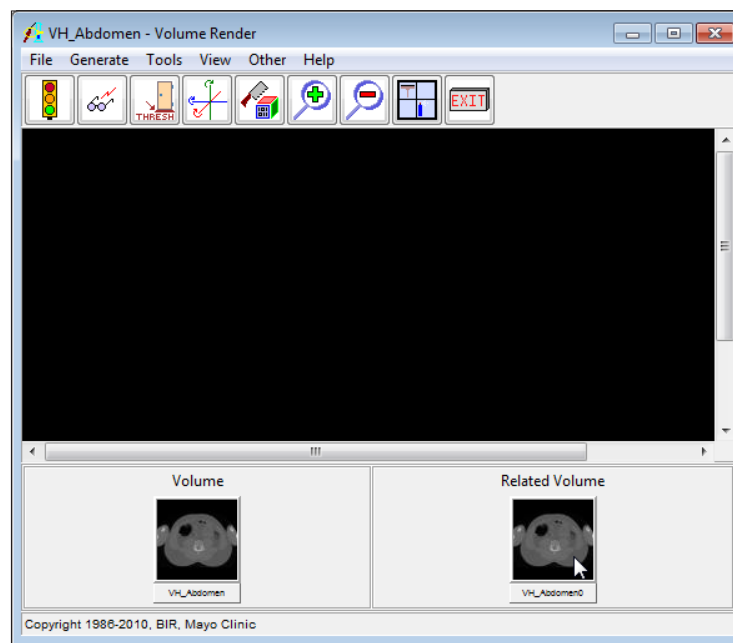 VH_Abdomen - Volume Render
File Generate Tools View Other Help
THRESH
EXIT
Volume
Related Volume
VH_Abdomen
VH_Abdomen0
Copyright 1986-2010, BIR, Mayo Clinic